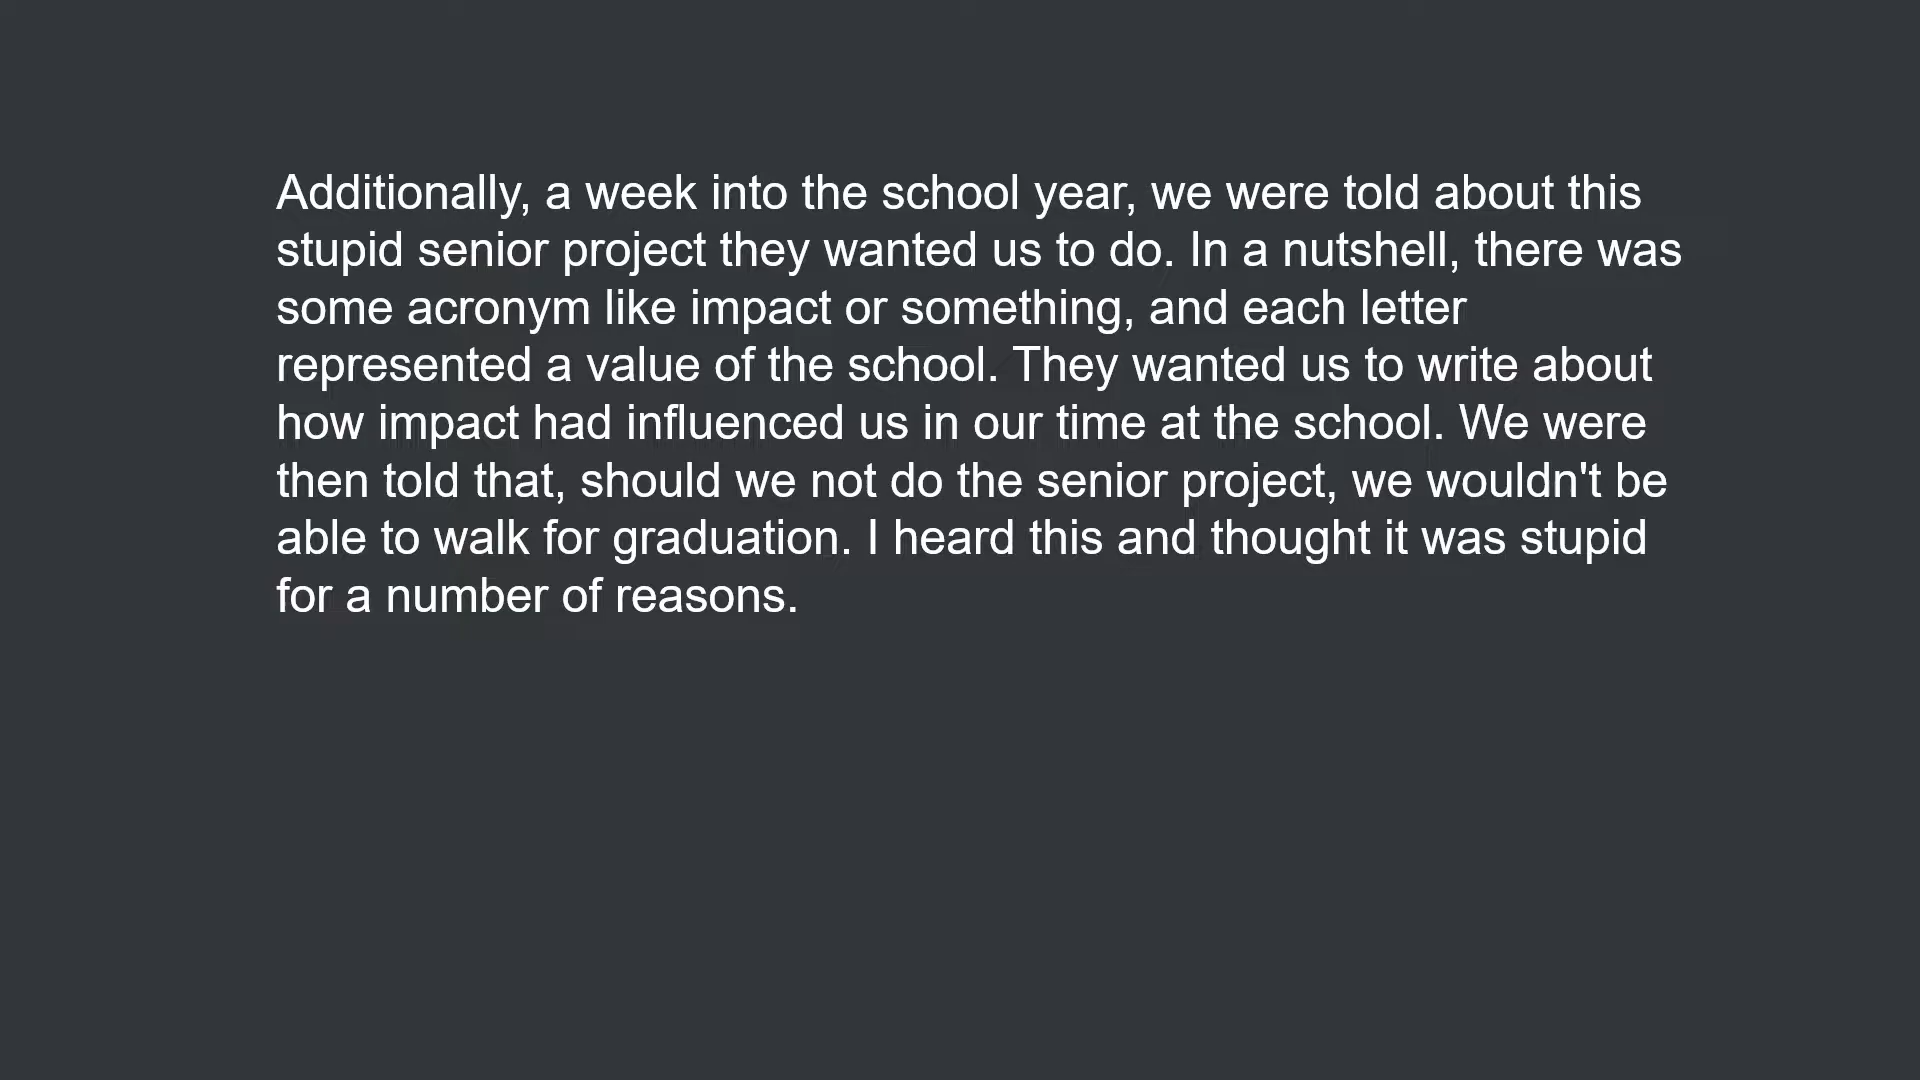 Additionally, a week into the school year, we were told about this
stupid senior project they wanted us to do. In a nutshell, there was
some acronym like impact or something, and each letter
represented a value of the school. They wanted us to write about
how impact had influenced us in our time at the school. We were
then told that, should we not do the senior project, we wouldn't be
able to walk for graduation. I heard this and thought it was stupid
for a number of reasons.